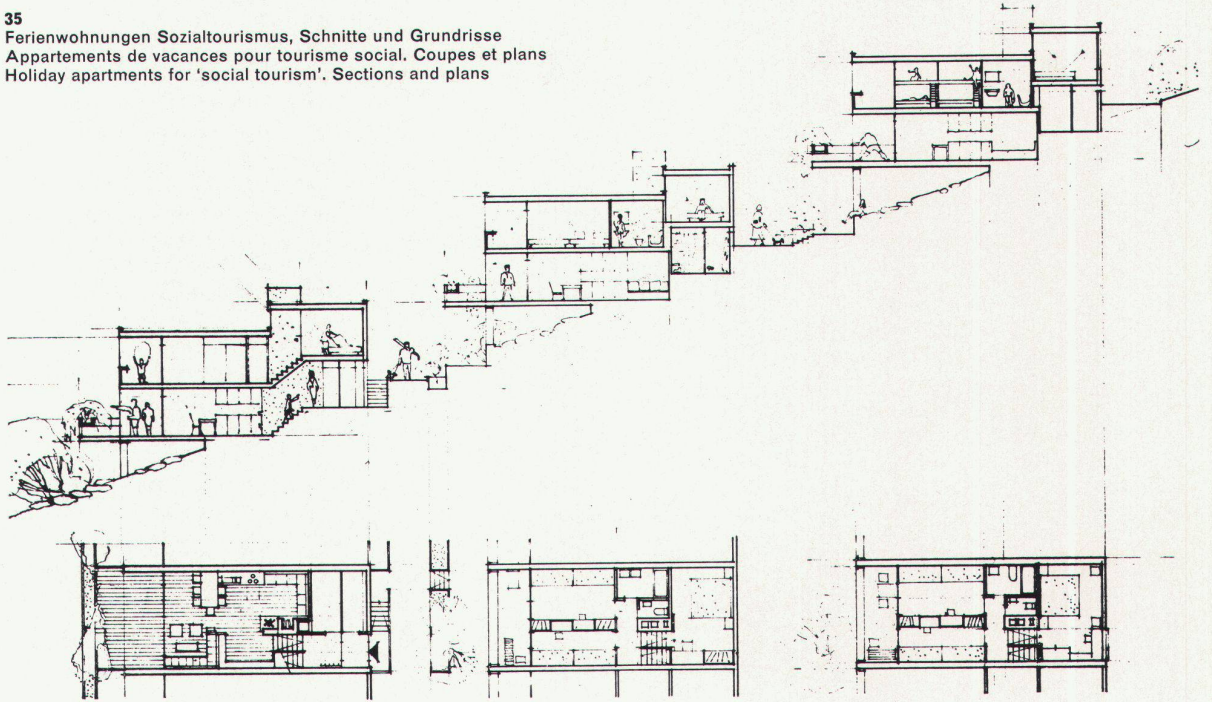 35
Ferienwohnungen Sozialtourismus, Schnitte und Grundrisse
Appartements de vacances pour tourisme social. Coupes et plans
Holiday apartments for ‘social tourism’. Sections and plans